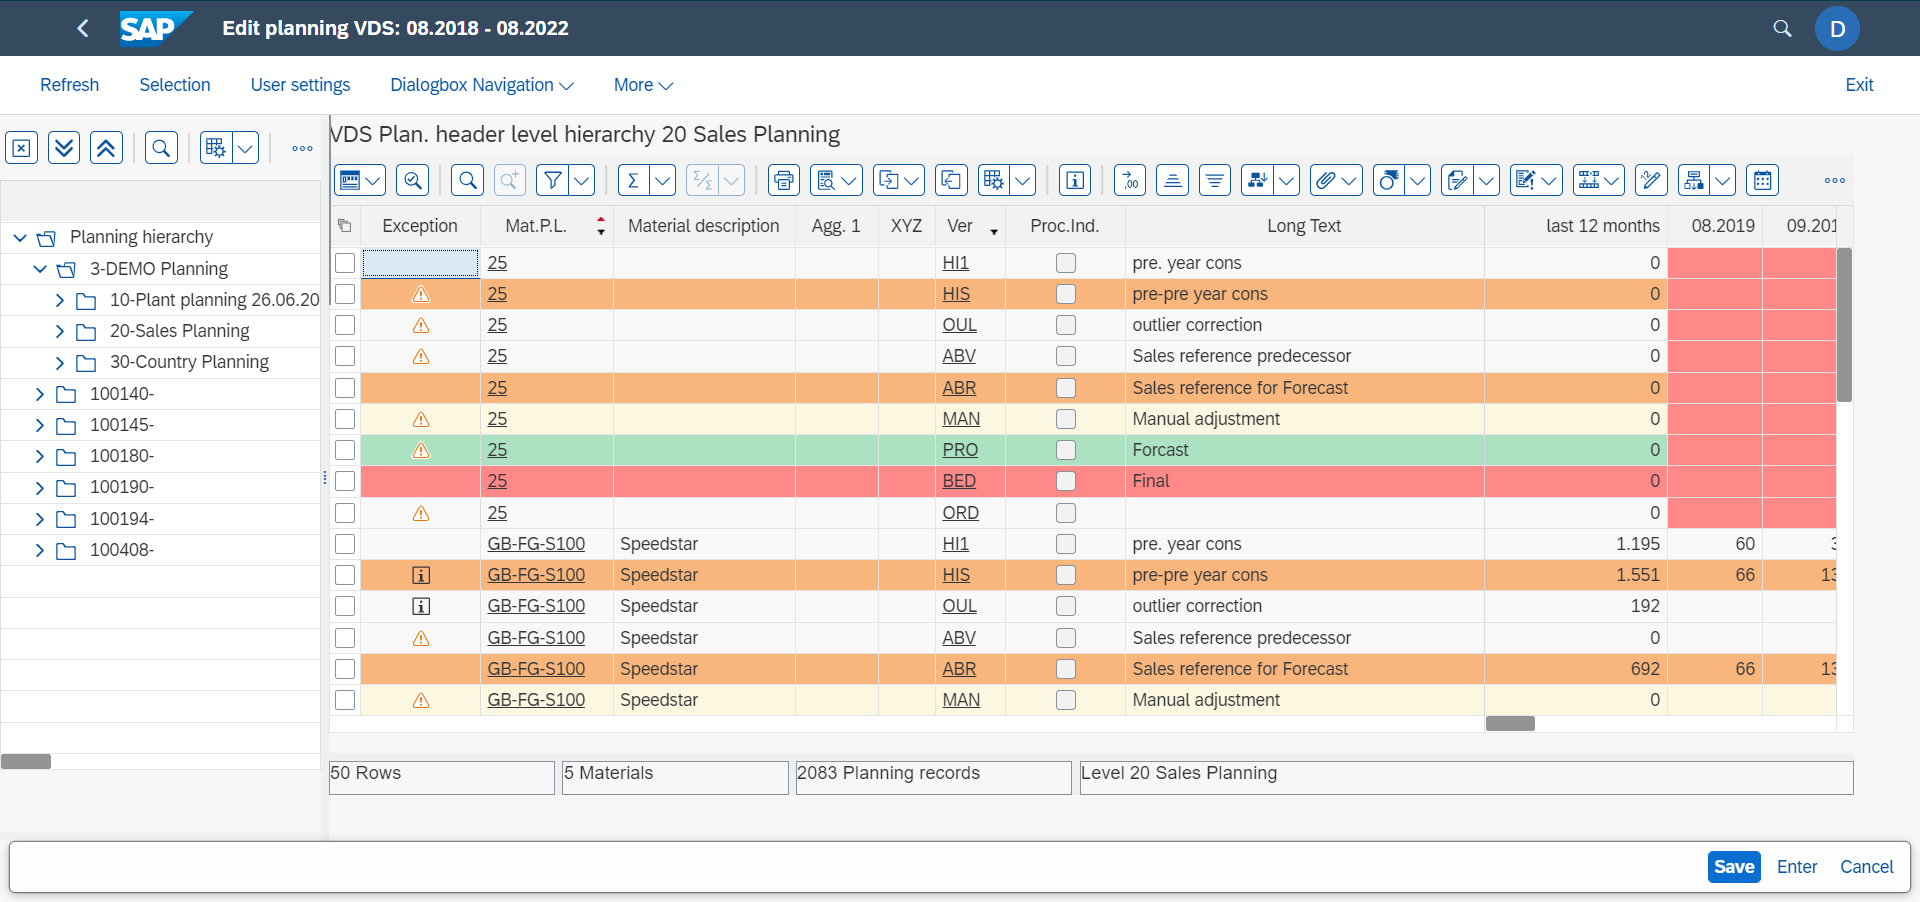 SAP Edit planning VDS: 08.2018 - 08.2022 D
Refresh Selection User settings Dialogbox Navigation More Exit
Planning hierarchy
3-DEMO Planning
10-Plant planning 26.06.20
20-Sales Planning
30-Country Planning
100140-
100145-
100180-
100190-
100194-
100408-
VDS Plan. header level hierarchy 20 Sales Planning
Exception Mat.P.L. Material description Agg. 1 XYZ Ver Proc.Ind. Long Text last 12 months 08.2019 09.201
25 HI1 pre. year cons 0
25 HIS pre-pre year cons 0
25 OUL outlier correction 0
25 ABV Sales reference predecessor 0
25 ABR Sales reference for Forecast 0
25 MAN Manual adjustment 0
25 PRO Forcast 0
25 BED Final 0
25 ORD 0
GB-FG-S100 Speedstar HI1 pre. year cons 1.195 60 3
GB-FG-S100 Speedstar HIS pre-pre year cons 1.551 66 13
GB-FG-S100 Speedstar OUL outlier correction 192
GB-FG-S100 Speedstar ABV Sales reference predecessor 0
GB-FG-S100 Speedstar ABR Sales reference for Forecast 692 66 13
GB-FG-S100 Speedstar MAN Manual adjustment 0
50 Rows 5 Materials 2083 Planning records Level 20 Sales Planning
Save Enter Cancel